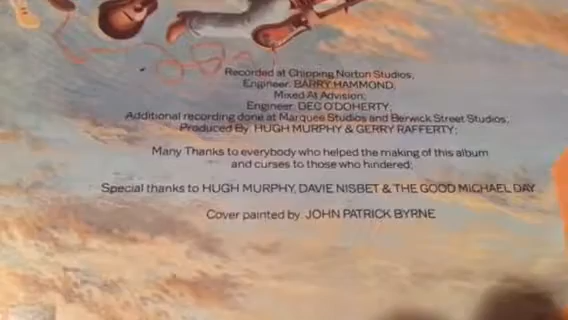 Recorded at Chipping Norton Studios;
Engineer: BARRY HAMMOND;
Mixed At Advision;
Engineer: DEC O'DOHERTY;
Additional recording done at Marquee Studios and Berwick Street Studios;
Produced By: HUGH MURPHY & GERRY RAFFERTY;
Many Thanks to everybody who helped the making of this album
and curses to those who hindered;
Special thanks to HUGH MURPHY, DAVIE NISBET & THE GOOD MICHAEL DAY
Cover painted by: JOHN PATRICK BYRNE